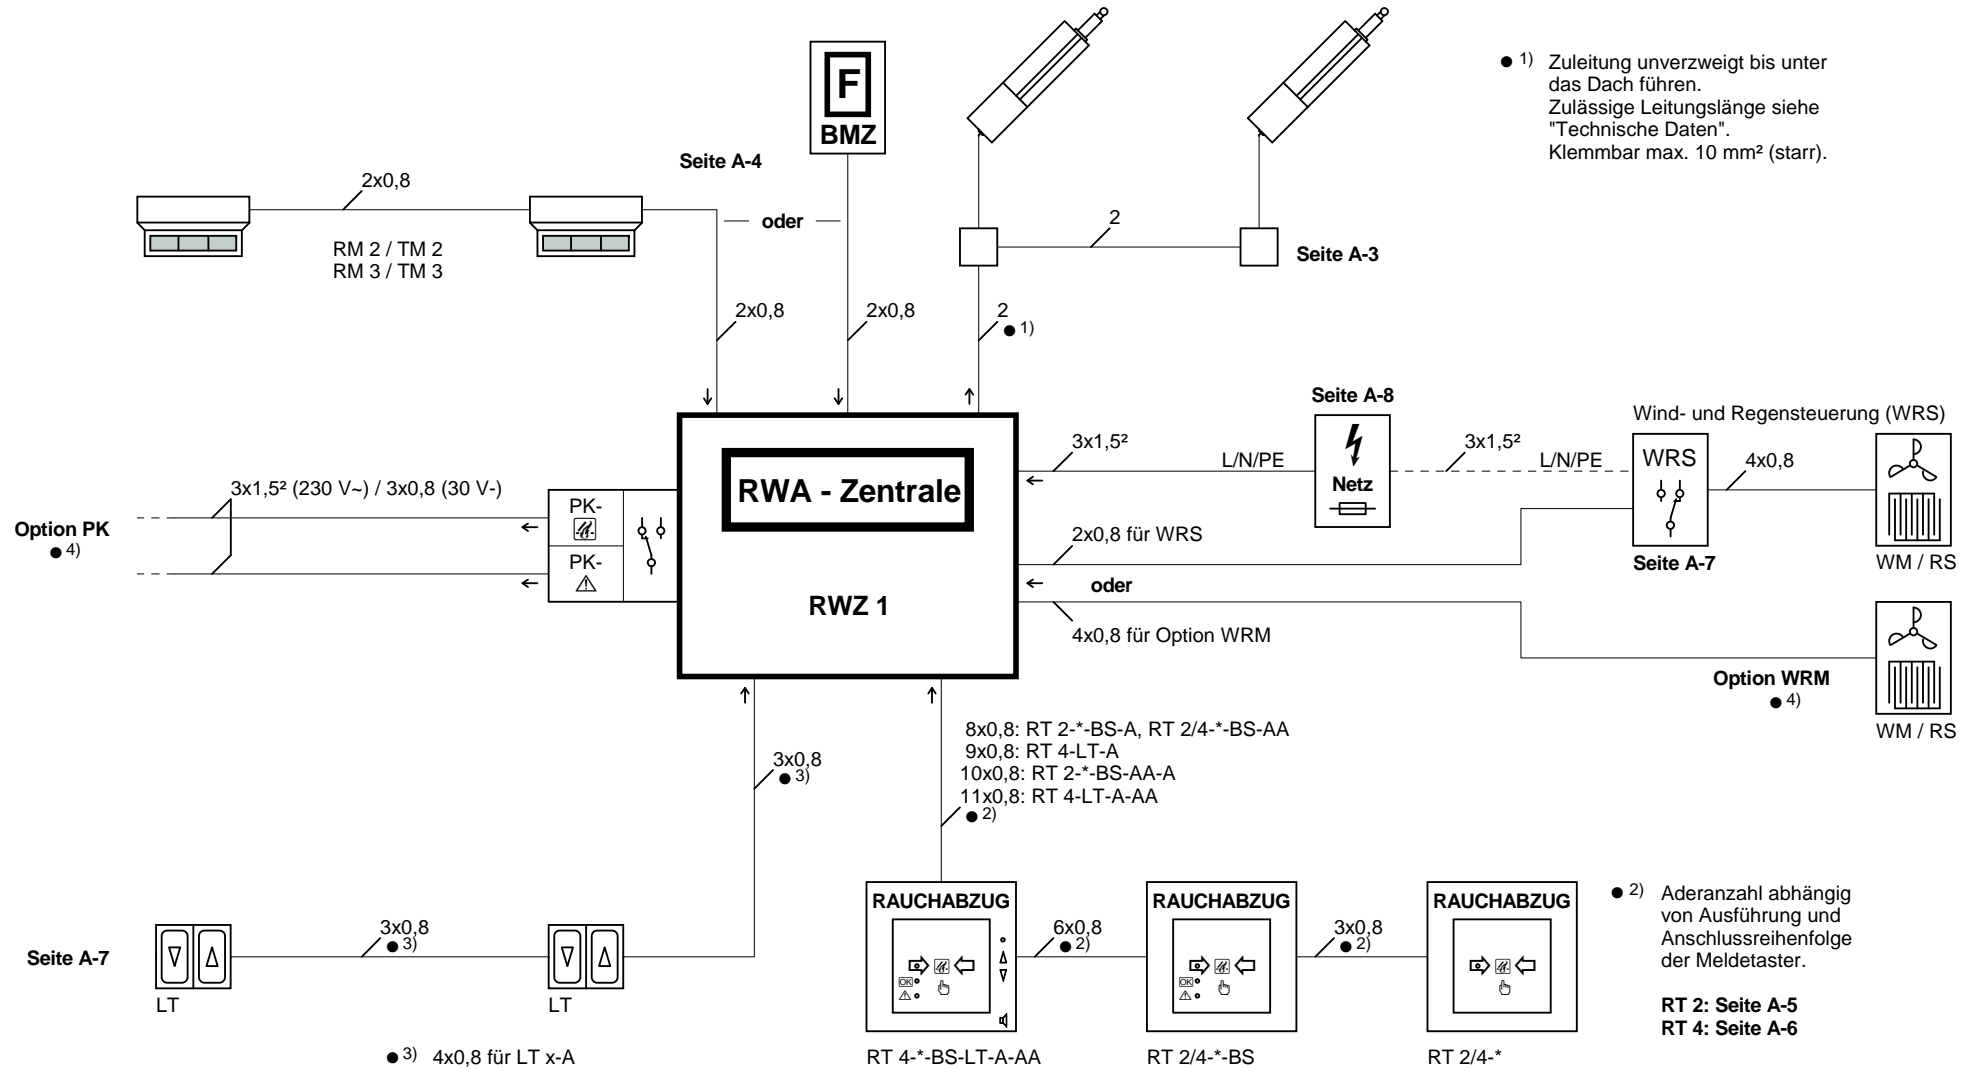 ● 1) Zuleitung unverzweigt bis unter
das Dach führen.
Zulässige Leitungslänge siehe
"Technische Daten".
Klemmbar max. 10 mm² (starr).
F
BMZ
Seite A-4
2x0,8
oder
RM 2 / TM 2
RM 3 / TM 3
2
Seite A-3
2x0,8
2x0,8
2
● 1)
Seite A-8
Wind- und Regensteuerung (WRS)
3x1,5²
L/N/PE
Netz
3x1,5²
L/N/PE
WRS
4x0,8
WM / RS
Seite A-7
RWA - Zentrale
RWZ 1
3x1,5² (230 V~) / 3x0,8 (30 V-)
Option PK
● 4)
PK-
PK-
2x0,8 für WRS
oder
4x0,8 für Option WRM
Option WRM
● 4)
WM / RS
8x0,8: RT 2-*-BS-A, RT 2/4-*-BS-AA
9x0,8: RT 4-LT-A
10x0,8: RT 2-*-BS-AA-A
11x0,8: RT 4-LT-A-AA
● 2)
3x0,8
● 3)
Seite A-7
3x0,8
● 3)
LT
LT
● 3) 4x0,8 für LT x-A
RAUCHABZUG
OK
RT 4-*-BS-LT-A-AA
6x0,8
● 2)
RAUCHABZUG
OK
RT 2/4-*-BS
3x0,8
● 2)
RAUCHABZUG
RT 2/4-*
● 2) Aderanzahl abhängig
von Ausführung und
Anschlussreihenfolge
der Meldetaster.
RT 2: Seite A-5
RT 4: Seite A-6